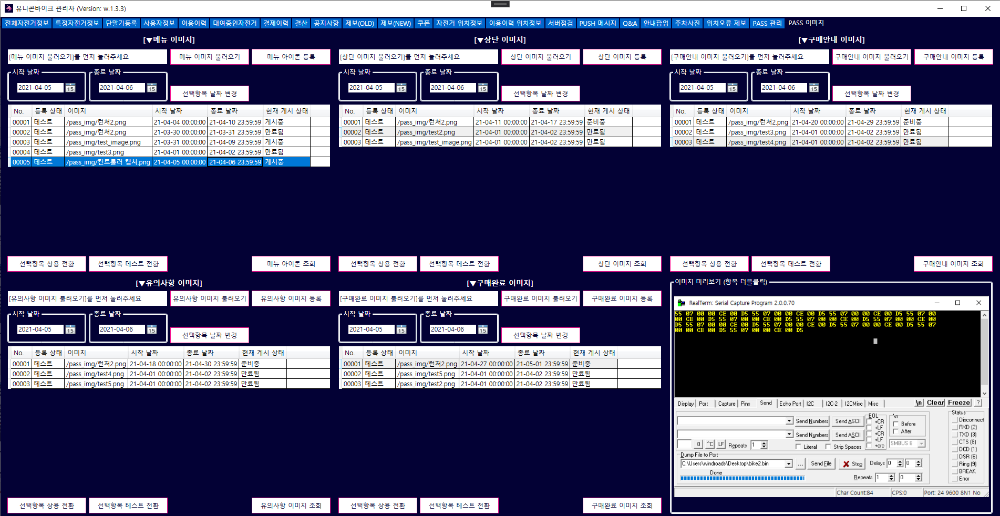 유니콘바이크 관리자 (Version: w.1.3.3)
전체자전거정보 특정자전거정보 단말기등록 사용자정보 이용이력 대여중인자전거 결제이력 결산 공지사항 제보(OLD) 제보(NEW) 쿠폰 자전거 위치정보 이용이력 위치정보 서버점검 PUSH 메시지 Q&A 안내팝업 주차사진 위치오류 제보 PASS 관리 PASS 이미지
[▼메뉴 이미지]
[메뉴 이미지 불러오기]를 먼저 눌러주세요 메뉴 이미지 불러오기 메뉴 아이콘 등록
시작 날짜 종료 날짜
2021-04-05 15 2021-04-06 15 선택항목 날짜 변경
No. 등록 상태 이미지 시작 날짜 종료 날짜 현재 게시 상태
00001 테스트 /pass_img/런처2.png 21-04-04 00:00:00 21-04-10 23:59:59 게시중
00002 테스트 /pass_img/런처2.png 21-03-30 00:00:00 21-03-31 23:59:59 만료됨
00003 테스트 /pass_img/test_image.png 21-03-31 00:00:00 21-04-09 23:59:59 게시중
00004 테스트 /pass_img/test3.png 21-04-01 00:00:00 21-04-02 23:59:59 만료됨
00005 테스트 /pass_img/컨트롤러 캡쳐.png 21-04-05 00:00:00 21-04-06 23:59:59 게시중
선택항목 상용 전환 선택항목 테스트 전환 메뉴 아이콘 조회
[▼상단 이미지]
[상단 이미지 불러오기]를 먼저 눌러주세요 상단 이미지 불러오기 상단 이미지 등록
시작 날짜 종료 날짜
2021-04-05 15 2021-04-06 15 선택항목 날짜 변경
No. 등록 상태 이미지 시작 날짜 종료 날짜 현재 게시 상태
00001 테스트 /pass_img/런처2.png 21-04-11 00:00:00 21-04-17 23:59:59 준비중
00002 테스트 /pass_img/test2.png 21-04-01 00:00:00 21-04-02 23:59:59 만료됨
00003 테스트 /pass_img/test_image.png 21-04-01 00:00:00 21-04-02 23:59:59 만료됨
선택항목 상용 전환 선택항목 테스트 전환 상단 이미지 조회
[▼구매안내 이미지]
[구매안내 이미지 불러오기]를 먼저 눌러주세요 구매안내 이미지 불러오기 구매안내 이미지 등록
시작 날짜 종료 날짜
2021-04-05 15 2021-04-06 15 선택항목 날짜 변경
No. 등록 상태 이미지 시작 날짜 종료 날짜 현재 게시 상태
00001 테스트 /pass_img/런처2.png 21-04-20 00:00:00 21-04-29 23:59:59 준비중
00002 테스트 /pass_img/test3.png 21-04-01 00:00:00 21-04-02 23:59:59 만료됨
00003 테스트 /pass_img/test4.png 21-04-01 00:00:00 21-04-02 23:59:59 만료됨
선택항목 상용 전환 선택항목 테스트 전환 구매안내 이미지 조회
[▼유의사항 이미지]
[유의사항 이미지 불러오기]를 먼저 눌러주세요 유의사항 이미지 불러오기 유의사항 이미지 등록
시작 날짜 종료 날짜
2021-04-05 15 2021-04-06 15 선택항목 날짜 변경
No. 등록 상태 이미지 시작 날짜 종료 날짜 현재 게시 상태
00001 테스트 /pass_img/런처2.png 21-04-18 00:00:00 21-04-30 23:59:59 준비중
00002 테스트 /pass_img/test4.png 21-04-01 00:00:00 21-04-02 23:59:59 만료됨
00003 테스트 /pass_img/test5.png 21-04-01 00:00:00 21-04-02 23:59:59 만료됨
선택항목 상용 전환 선택항목 테스트 전환 유의사항 이미지 조회
[▼구매완료 이미지]
[구매완료 이미지 불러오기]를 먼저 눌러주세요 구매완료 이미지 불러오기 구매완료 이미지 등록
시작 날짜 종료 날짜
2021-04-05 15 2021-04-06 15 선택항목 날짜 변경
No. 등록 상태 이미지 시작 날짜 종료 날짜 현재 게시 상태
00001 테스트 /pass_img/런처2.png 21-04-27 00:00:00 21-05-01 23:59:59 준비중
00002 테스트 /pass_img/test5.png 21-04-01 00:00:00 21-04-02 23:59:59 만료됨
00003 테스트 /pass_img/test2.png 21-04-01 00:00:00 21-04-02 23:59:59 만료됨
선택항목 상용 전환 선택항목 테스트 전환 구매완료 이미지 조회
이미지 미리보기 (항목 더블클릭)
RealTerm: Serial Capture Program 2.0.0.70
55 07 00 00 CE 00 D5 55 07 00 00 CE 00 D5 55 07 00 00 CE 00 D5 55 07 00
00 CE 00 D5 55 07 00 00 CE 00 D5 55 07 00 00 CE 00 D5 55 07 00 00 CE 00
D5 55 07 00 00 CE 00 D5 55 07 00 00 CE 00 D5 55 07 00 00 CE 00 D5 55 07
00 00 CE 00 D5 55 07 00 00 CE 00 D5
Display Port Capture Pins Send Echo Port I2C I2C-2 I2CMisc Misc \n Clear Freeze ?
Send Numbers Send ASCII
Send Numbers Send ASCII
0 ^C LF Repeats 1 Literal Strip Spaces
EOL
+CR
+LF
+CR
+LF
+crc
\n
Before
After
SMBUS 8
Dump File to Port
C:\Users\windroads\Desktop\bike2.bin ... Send File Stop Delays 0 0
Done
Repeats 1 0
Status
Disconnect
RXD (2)
TXD (3)
CTS (8)
DCD (1)
DSR (6)
Ring (9)
BREAK
Error
Char Count:84 CPS:0 Port: 24 9600 8N1 No